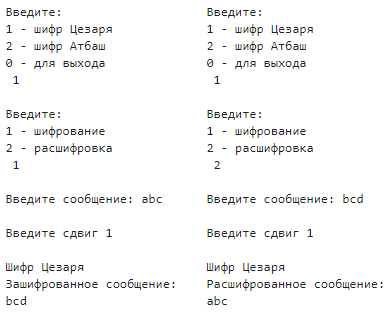 Введите:
1 - шифр Цезаря
2 - шифр Атбаш
0 - для выхода
1
Введите:
1 - шифрование
2 - расшифровка
1
Введите сообщение: abc
Введите сдвиг 1
Шифр Цезаря
Зашифрованное сообщение:
bcd
Введите:
1 - шифр Цезаря
2 - шифр Атбаш
0 - для выхода
1
Введите:
1 - шифрование
2 - расшифровка
2
Введите сообщение: bcd
Введите сдвиг 1
Шифр Цезаря
Расшифрованное сообщение:
abc